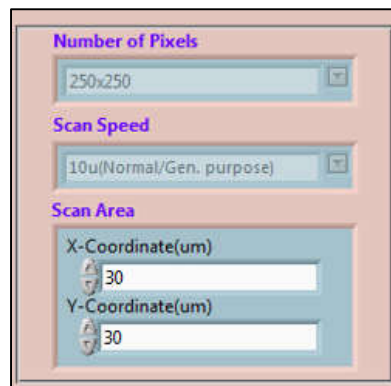 Number of Pixels
250x250
Scan Speed
10u(Normal/Gen. purpose)
Scan Area
X-Coordinate(um)
30
Y-Coordinate(um)
30